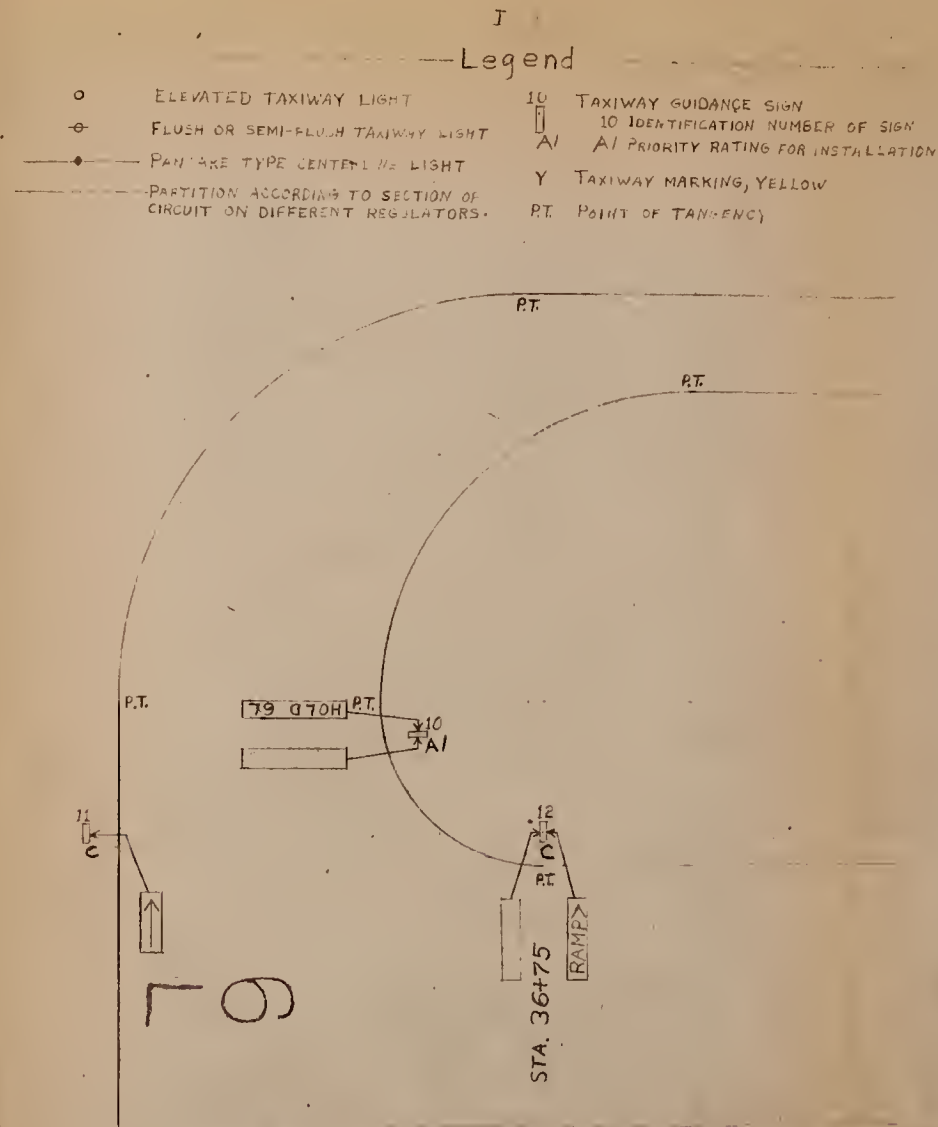 I
Legend
ELEVATED TAXIWAY LIGHT
FLUSH OR SEMI-FLUSH TAXIWAY LIGHT
PANCAKE TYPE CENTERLINE LIGHT
PARTITION ACCORDING TO SECTION OF
CIRCUIT ON DIFFERENT REGULATORS.
10 TAXIWAY GUIDANCE SIGN
10 IDENTIFICATION NUMBER OF SIGN
A1 A1 PRIORITY RATING FOR INSTALLATION
Y TAXIWAY MARKING, YELLOW
P.T. POINT OF TANGENCY
P.T.
P.T.
P.T.
HOLD 6L
P.T.
10
A1
11
C
12
P.T.
RAMP>
STA. 36+75
6L